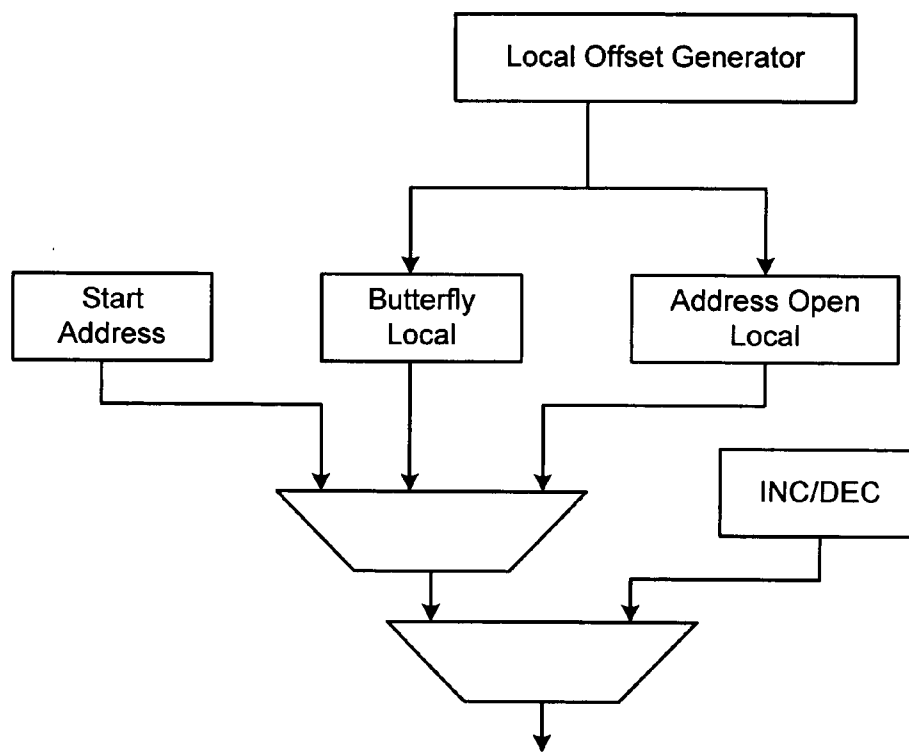 Local Offset Generator
Start
Address
Butterfly
Local
Address Open
Local
INC/DEC